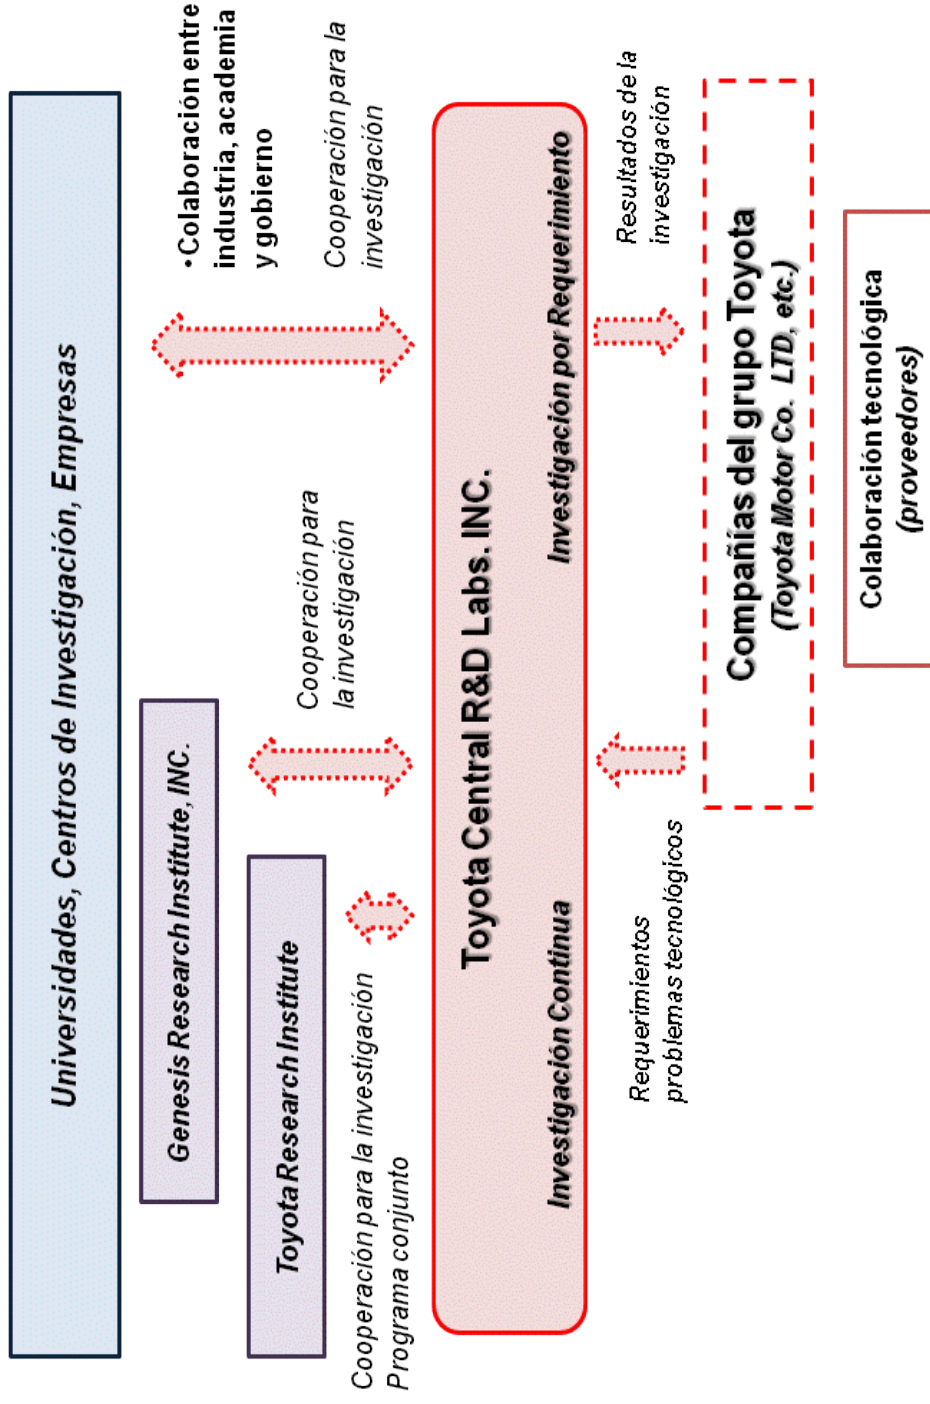 Universidades, Centros de Investigación, Empresas
Genesis Research Institute, INC.
Toyota Research Institute
Cooperación para la investigación
Programa conjunto
Cooperación para
la investigación
•Colaboración entre
industria, academia
y gobierno
Cooperación para la
investigación
Toyota Central R&D Labs. INC.
Investigación Continua
Investigación por Requerimiento
Requerimientos
problemas tecnológicos
Resultados de la
investigación
Compañías del grupo Toyota
(Toyota Motor Co. LTD, etc.)
Colaboración tecnológica
(proveedores)